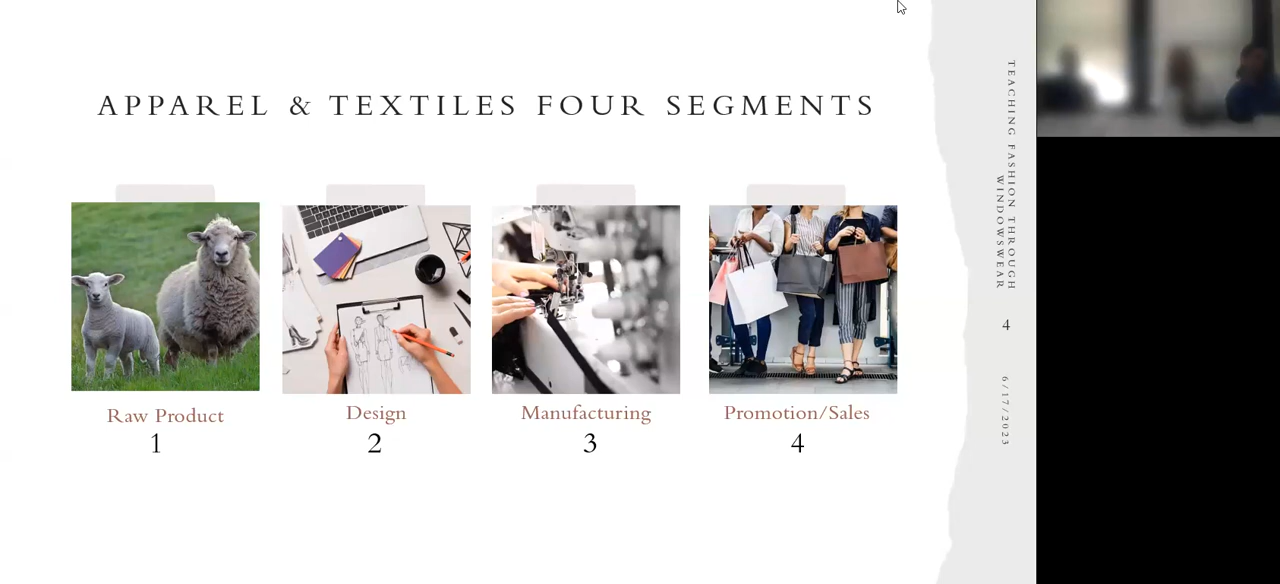 APPAREL & TEXTILES FOUR SEGMENTS
Raw Product
1
Design
2
Manufacturing
3
Promotion/Sales
4
TEACHING FASHION THROUGH
WINDOWSWEAR
4
6/17/2023